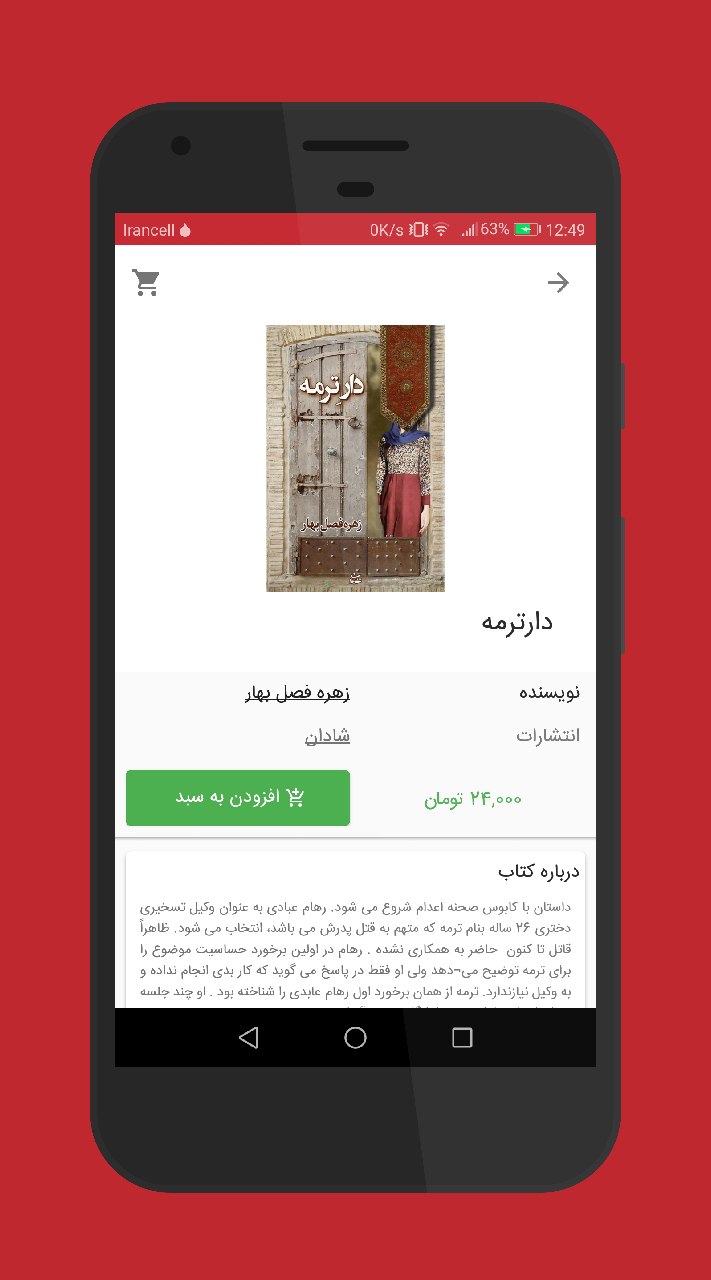 Irancell 0K/s 63% 12:49
دارترمه
زهره فصل بهار
دارترمه
نویسنده زهره فصل بهار
انتشارات شادان
۲۴,۰۰۰ تومان افزودن به سبد
درباره کتاب
داستان با کابوس صحنه اعدام شروع می شود. رهام عبادی به عنوان وکیل تسخیری
دختری ۲۶ ساله بنام ترمه که متهم به قتل پدرش می باشد، انتخاب می شود. ظاهراً
قاتل تا کنون  حاضر به همکاری نشده . رهام در اولین برخورد حساسیت موضوع را
برای ترمه توضیح می¬دهد ولی او فقط در پاسخ می گوید که کار بدی انجام نداده و
به وکیل نیازندارد. ترمه از همان برخورد اول رهام عابدی را شناخته بود . او چند جلسه